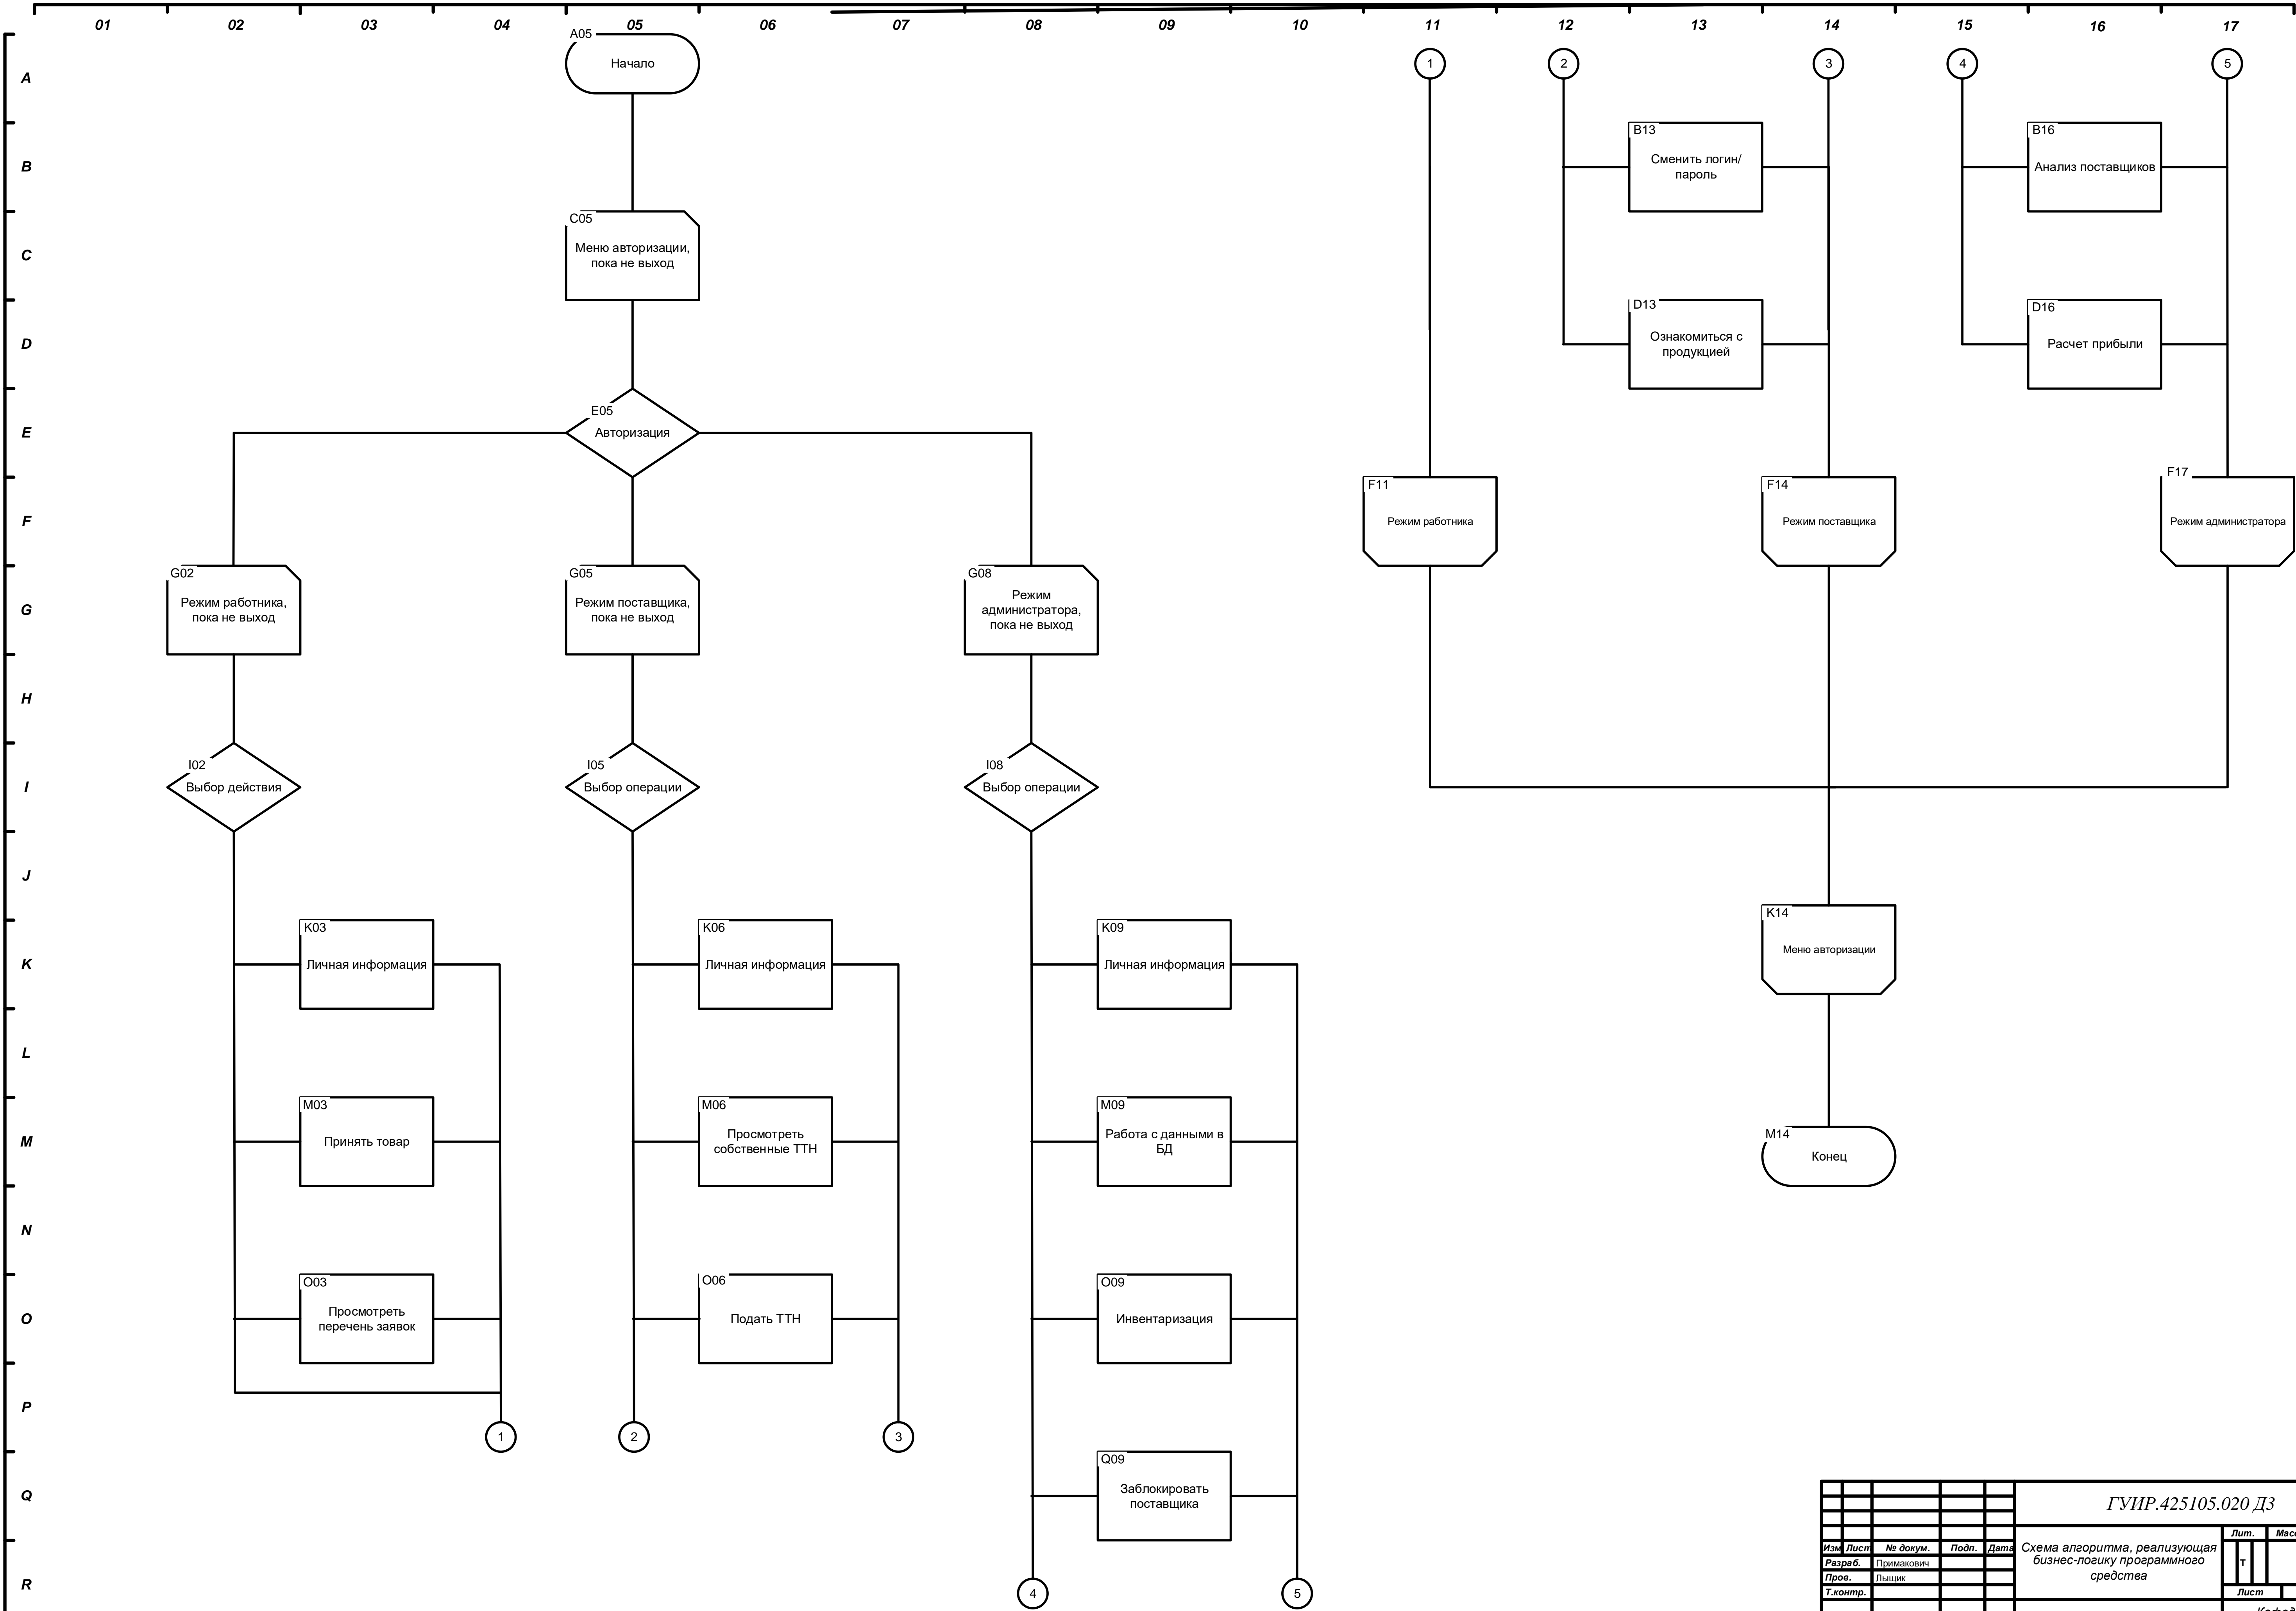 01 02 03 04 05 06 07 08 09 10 11 12 13 14 15 16 17
A
B
C
D
E
F
G
H
I
J
K
L
M
N
O
P
Q
R
A05
Начало
C05
Меню авторизации,
пока не выход
E05
Авторизация
G02
Режим работника,
пока не выход
G05
Режим поставщика,
пока не выход
G08
Режим
администратора,
пока не выход
I02
Выбор действия
I05
Выбор операции
I08
Выбор операции
K03
Личная информация
K06
Личная информация
K09
Личная информация
M03
Принять товар
M06
Просмотреть
собственные ТТН
M09
Работа с данными в
БД
O03
Просмотреть
перечень заявок
O06
Подать ТТН
O09
Инвентаризация
1
2
3
Q09
Заблокировать
поставщика
4
5
1
2
3
4
5
B13
Сменить логин/
пароль
B16
Анализ поставщиков
D13
Ознакомиться с
продукцией
D16
Расчет прибыли
F11
Режим работника
F14
Режим поставщика
F17
Режим администратора
K14
Меню авторизации
M14
Конец
ГУИР.425105.020 Д3
Изм Лист № докум. Подп. Дата
Разраб. Примакович
Пров. Лыщик
Т.контр.
Схема алгоритма, реализующая
бизнес-логику программного
средства
Лит.
Т
Лист